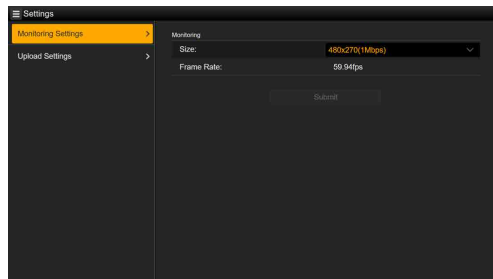 Settings
Monitoring Settings
Upload Settings
Monitoring
Size: 480x270(1Mbps)
Frame Rate: 59.94fps
Submit